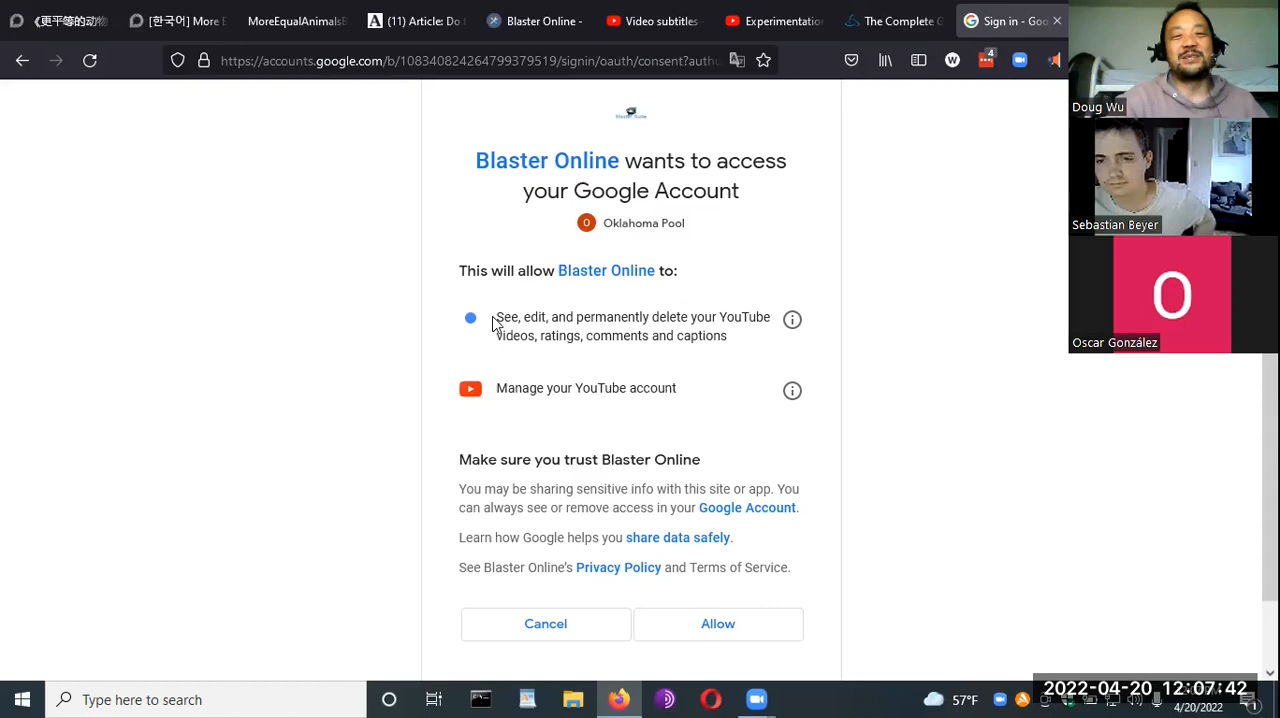 《更平等的动物
[한국어] More E
MoreEqualAnimalsB
(11) Article: Do
Blaster Online -
Video subtitles -
Experimentation
The Complete G
Sign in - Goo
https://accounts.google.com/b/108340824264799379519/signin/oauth/consent?authu
4
Doug Wu
Blaster Online wants to access
your Google Account
O Oklahoma Pool
Sebastian Beyer
This will allow Blaster Online to:
See, edit, and permanently delete your YouTube
videos, ratings, comments and captions
O
Oscar González
Manage your YouTube account
Make sure you trust Blaster Online
You may be sharing sensitive info with this site or app. You
can always see or remove access in your Google Account.
Learn how Google helps you share data safely.
See Blaster Online’s Privacy Policy and Terms of Service.
Cancel
Allow
Type here to search
57°F
2022-04-20 12:07:42
4/20/2022